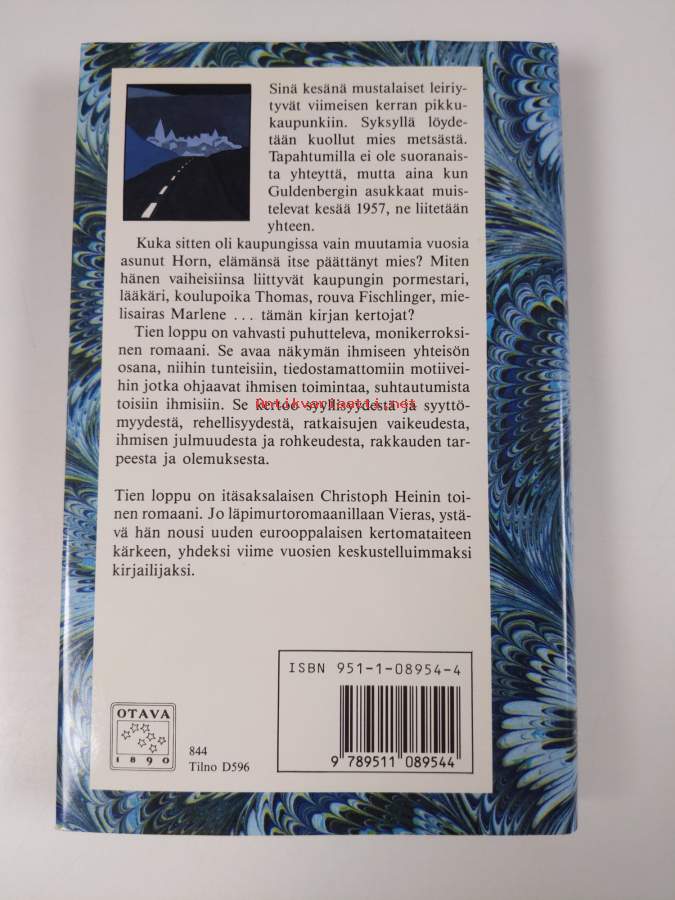 Sinä kesänä mustalaiset leiriy-
tyvät viimeisen kerran pikku-
kaupunkiin. Syksyllä löyde-
tään kuollut mies metsästä.
Tapahtumilla ei ole suoranais-
ta yhteyttä, mutta aina kun
Guldenbergin asukkaat muis-
televat kesää 1957, ne liitetään
yhteen.
Kuka sitten oli kaupungissa vain muutamia vuosia
asunut Horn, elämänsä itse päättänyt mies? Miten
hänen vaiheisiinsa liittyvät kaupungin pormestari,
lääkäri, koulupoika Thomas, rouva Fischlinger, mie-
lisairas Marlene ... tämän kirjan kertojat?
Tien loppu on vahvasti puhutteleva, monikerroksi-
nen romaani. Se avaa näkymän ihmiseen yhteisön
osana, niihin tunteisiin, tiedostamattomiin motiivei-
hin jotka ohjaavat ihmisen toimintaa, suhtautumista
toisiin ihmisiin. Se kertoo syyllisyydestä ja syyttö-
myydestä, rehellisyydestä, ratkaisujen vaikeudesta,
ihmisen julmuudesta ja rohkeudesta, rakkauden tar-
peesta ja olemuksesta.
Antikvariaatti.net
Tien loppu on itäsaksalaisen Christoph Heinin toi-
nen romaani. Jo läpimurtoromaanillaan Vieras, ystä-
vä hän nousi uuden eurooppalaisen kertomataiteen
kärkeen, yhdeksi viime vuosien keskustelluimmaksi
kirjailijaksi.
ISBN 951-1-08954-4
9 789511 089544
OTAVA
1890
844
Tilno D596